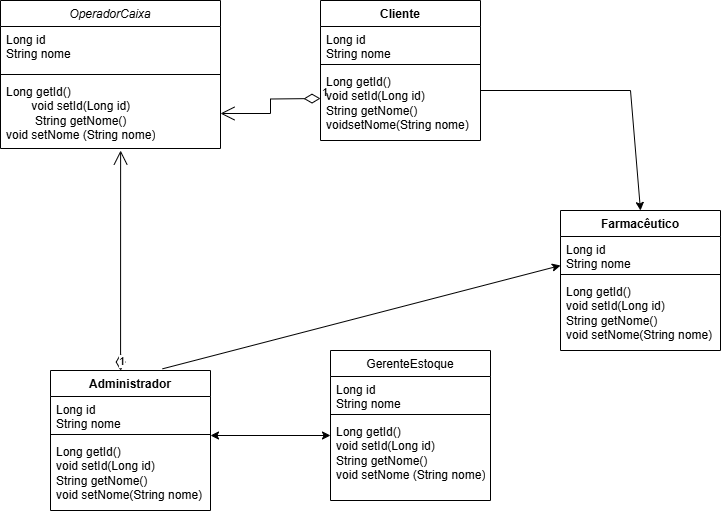 OperadorCaixa
Long id
String nome
Long getId()
void setId(Long id)
String getNome()
void setNome (String nome)
Cliente
Long id
String nome
Long getId()
void setId(Long id)
String getNome()
voidsetNome(String nome)
1
Farmacêutico
Long id
String nome
Long getId()
void setId(Long id)
String getNome()
void setNome(String nome)
1
Administrador
Long id
String nome
Long getId()
void setId(Long id)
String getNome()
void setNome(String nome)
GerenteEstoque
Long id
String nome
Long getId()
void setId(Long id)
String getNome()
void setNome (String nome)